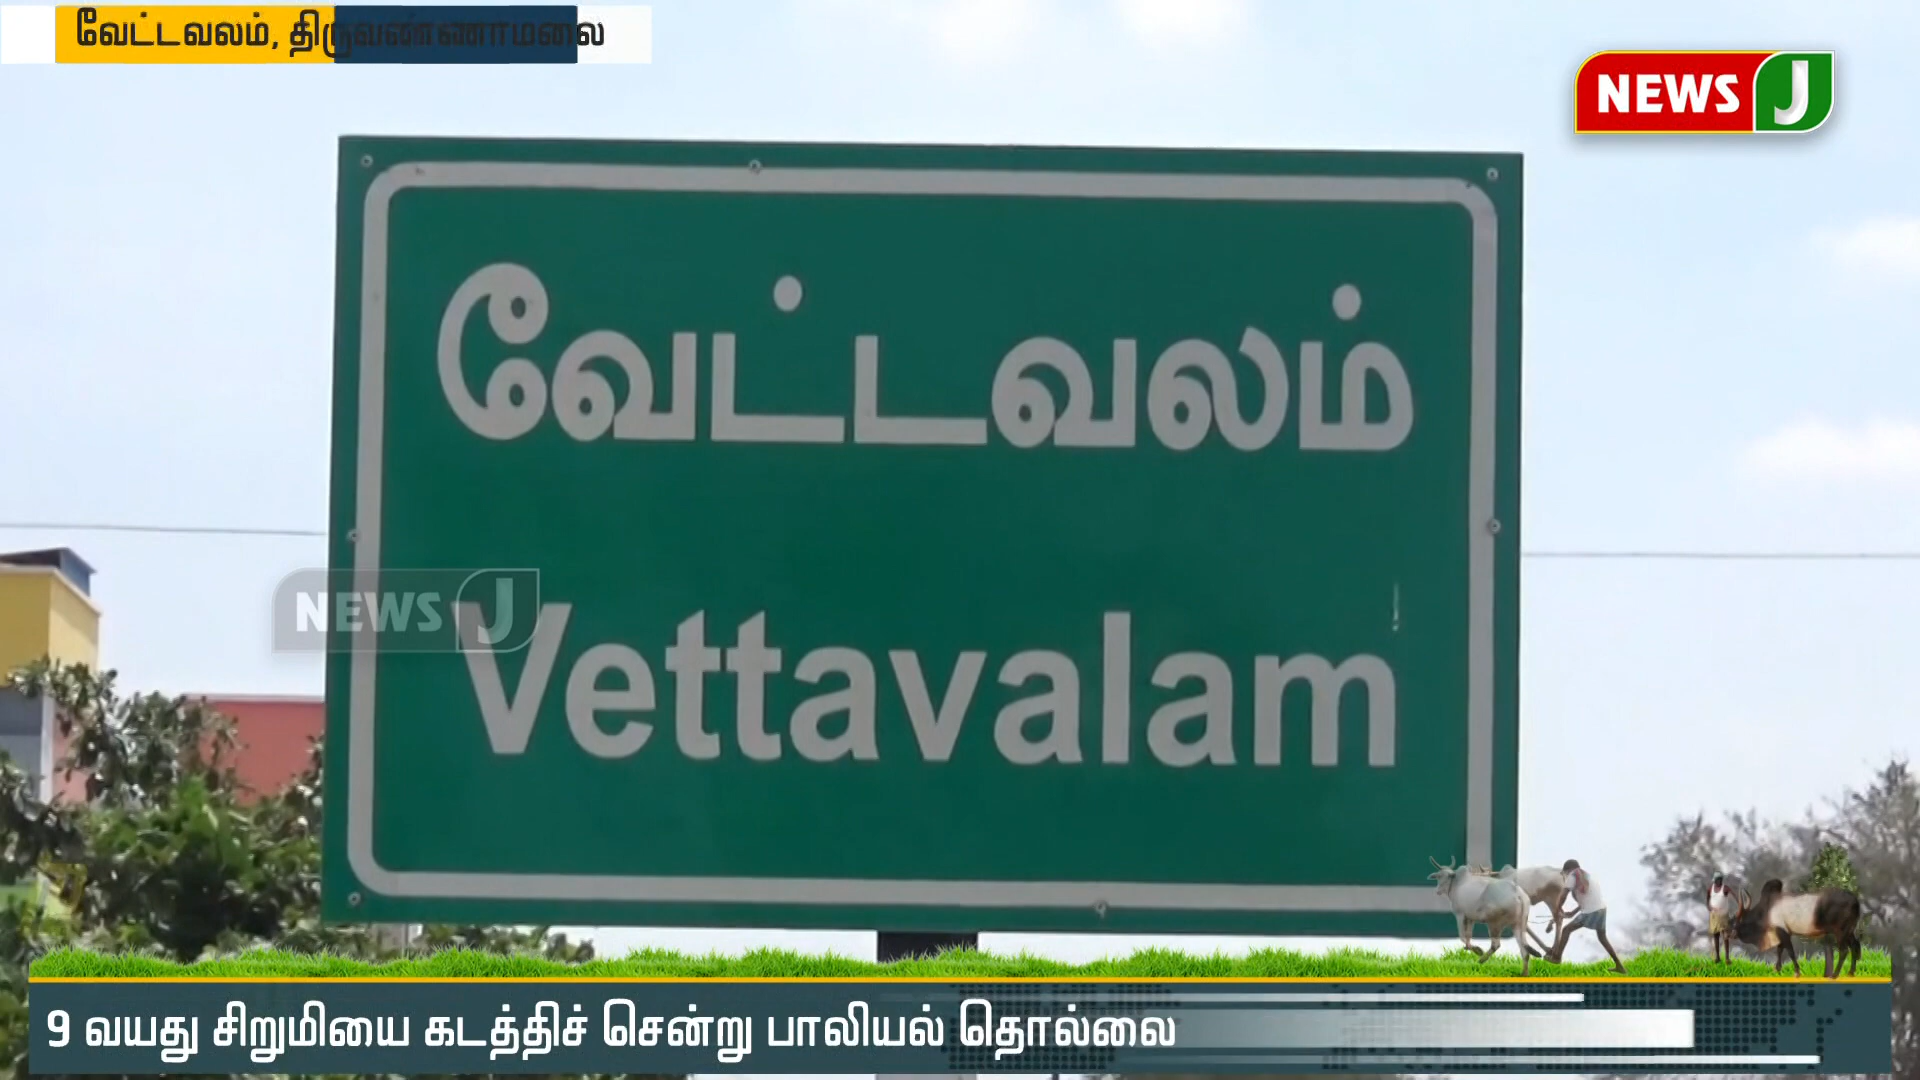 வேட்டவலம், திருவண்ணாமலை
NEWS J
வேட்டவலம்
NEWS J
Vettavalam
9 வயது சிறுமியை கடத்திச் சென்று பாலியல் தொல்லை